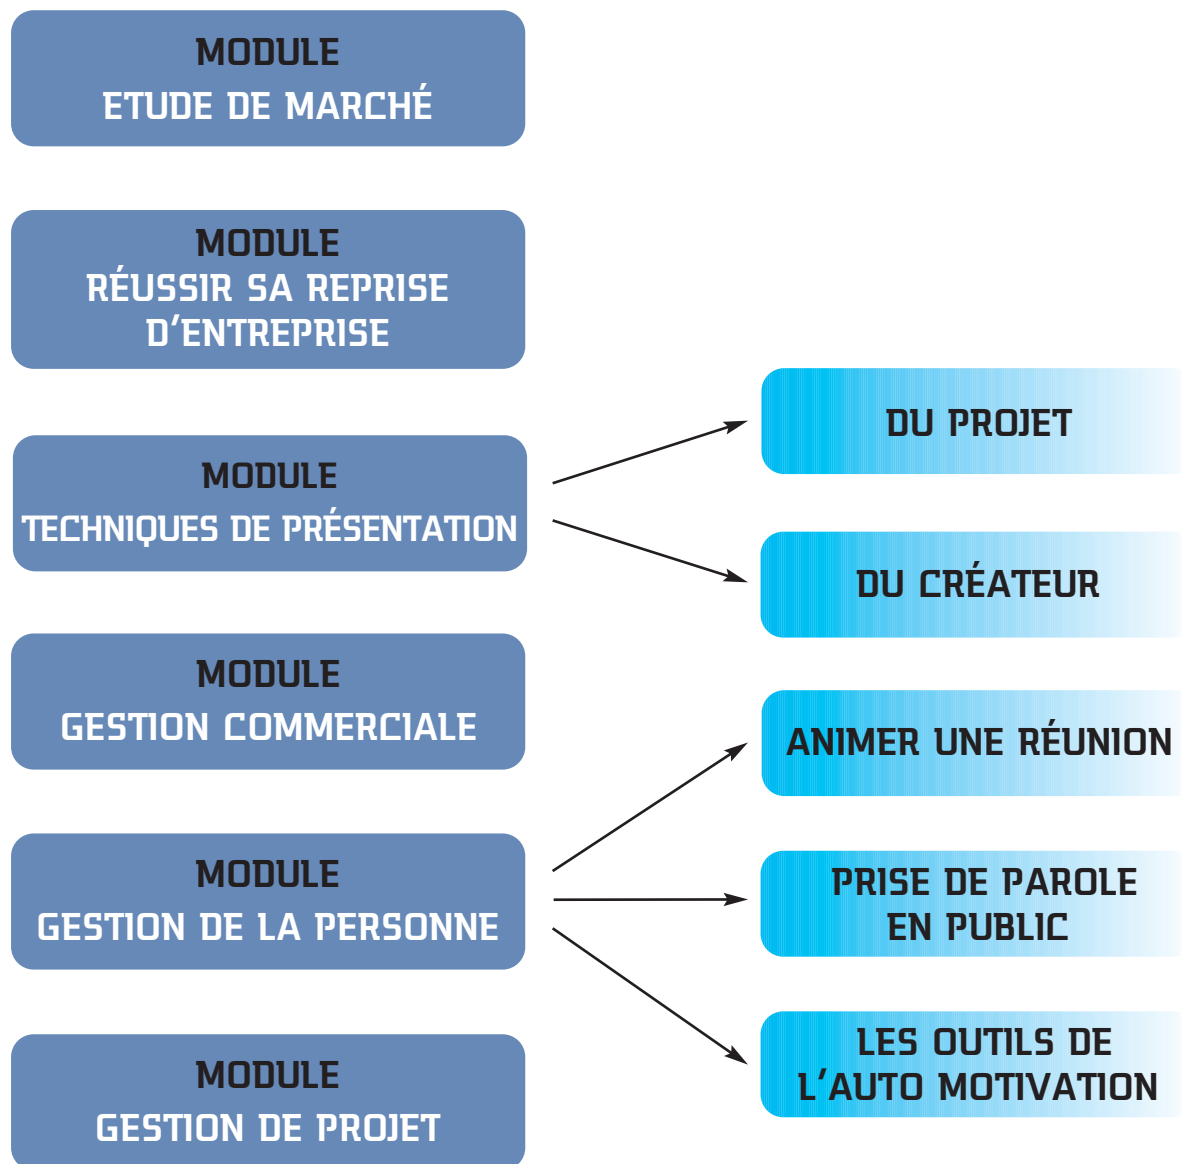 MODULE
ETUDE DE MARCHÉ
MODULE
RÉUSSIR SA REPRISE
D’ENTREPRISE
MODULE
TECHNIQUES DE PRÉSENTATION
DU PROJET
DU CRÉATEUR
MODULE
GESTION COMMERCIALE
MODULE
GESTION DE LA PERSONNE
ANIMER UNE RÉUNION
PRISE DE PAROLE
EN PUBLIC
LES OUTILS DE
L’AUTO MOTIVATION
MODULE
GESTION DE PROJET